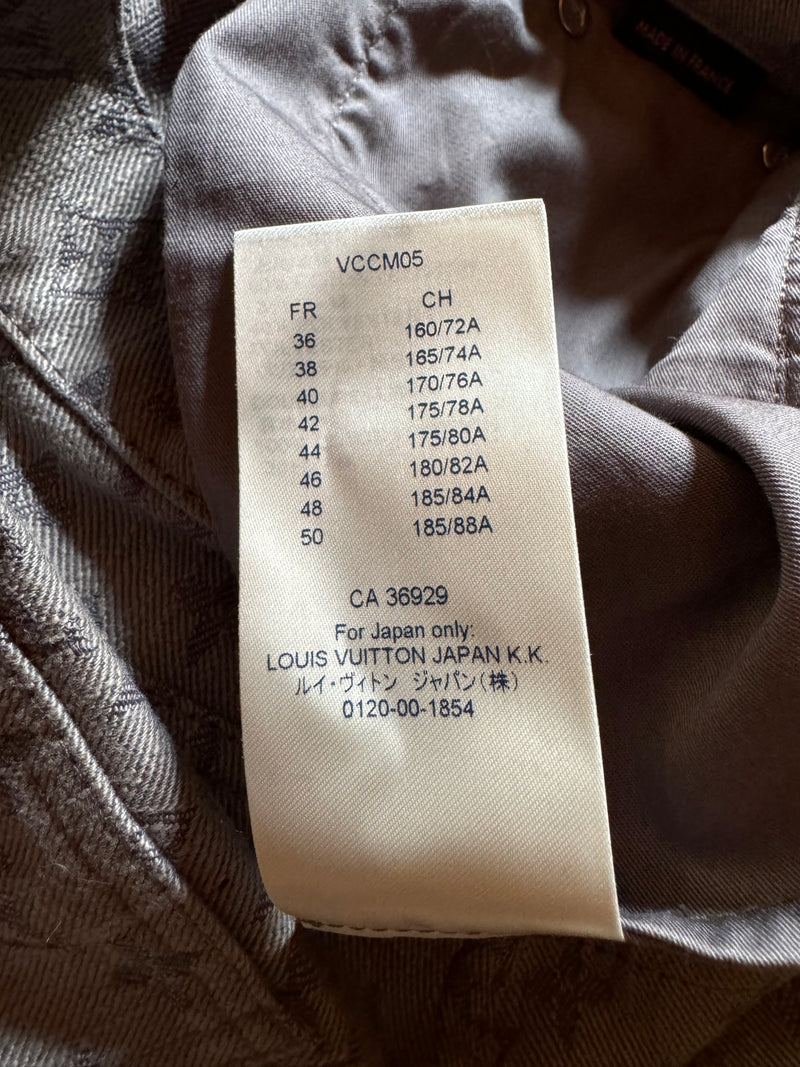 MADE IN FRANCE
VCCM05
FR CH
36 160/72A
38 165/74A
40 170/76A
42 175/78A
44 175/80A
46 180/82A
48 185/84A
50 185/88A
CA 36929
For Japan only:
LOUIS VUITTON JAPAN K.K.
ルイ・ヴィトン ジャパン(株)
0120-00-1854